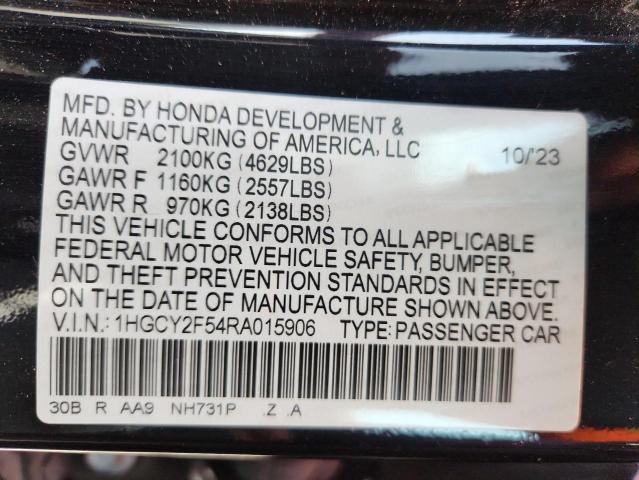 MFD. BY HONDA DEVELOPMENT &
MANUFACTURING OF AMERICA, LLC 10/'23
GVWR 2100KG (4629LBS)
GAWR F 1160KG (2557LBS)
GAWR R 970KG (2138LBS)
THIS VEHICLE CONFORMS TO ALL APPLICABLE
FEDERAL MOTOR VEHICLE SAFETY, BUMPER,
AND THEFT PREVENTION STANDARDS IN EFFECT
ON THE DATE OF MANUFACTURE SHOWN ABOVE.
V.I.N.: 1HGCY2F54RA015906 TYPE: PASSENGER CAR
30B R AA9 NH731P .Z .A